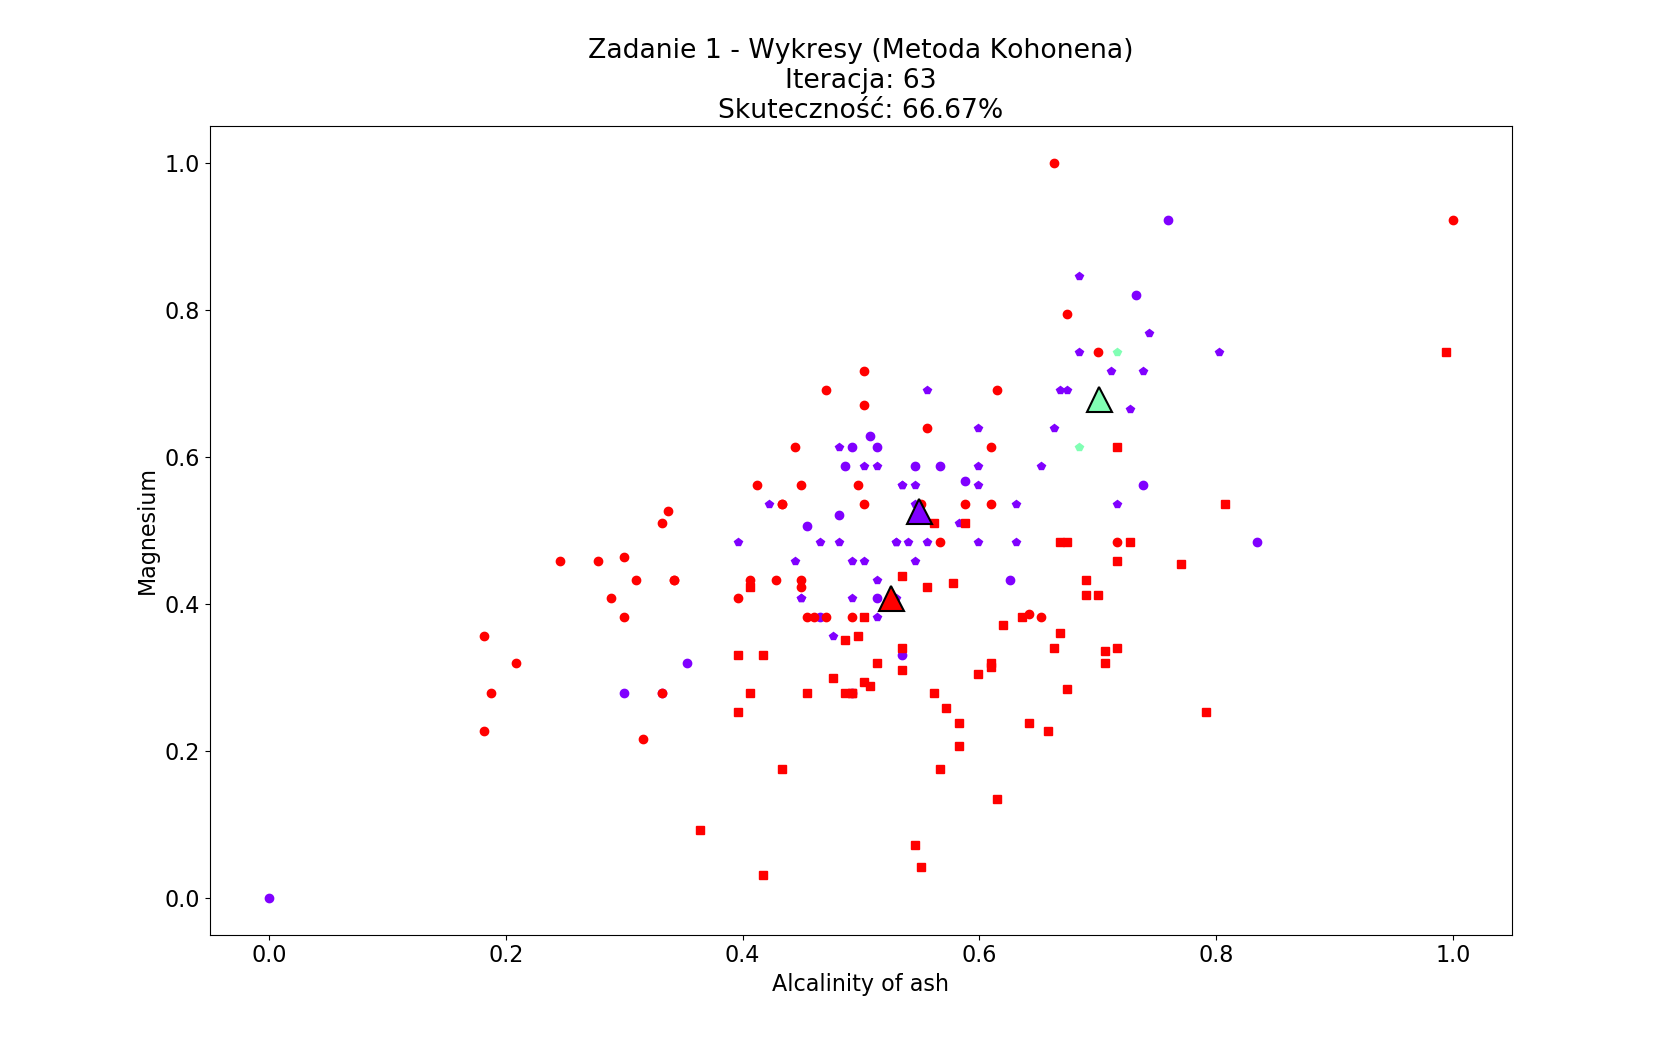 Zadanie 1 - Wykresy (Metoda Kohonena)
Iteracja: 63
Skuteczność: 66.67%
1.0
0.8
0.6
0.4
0.2
0.0
Magnesium
0.0 0.2 0.4 0.6 0.8 1.0
Alcalinity of ash